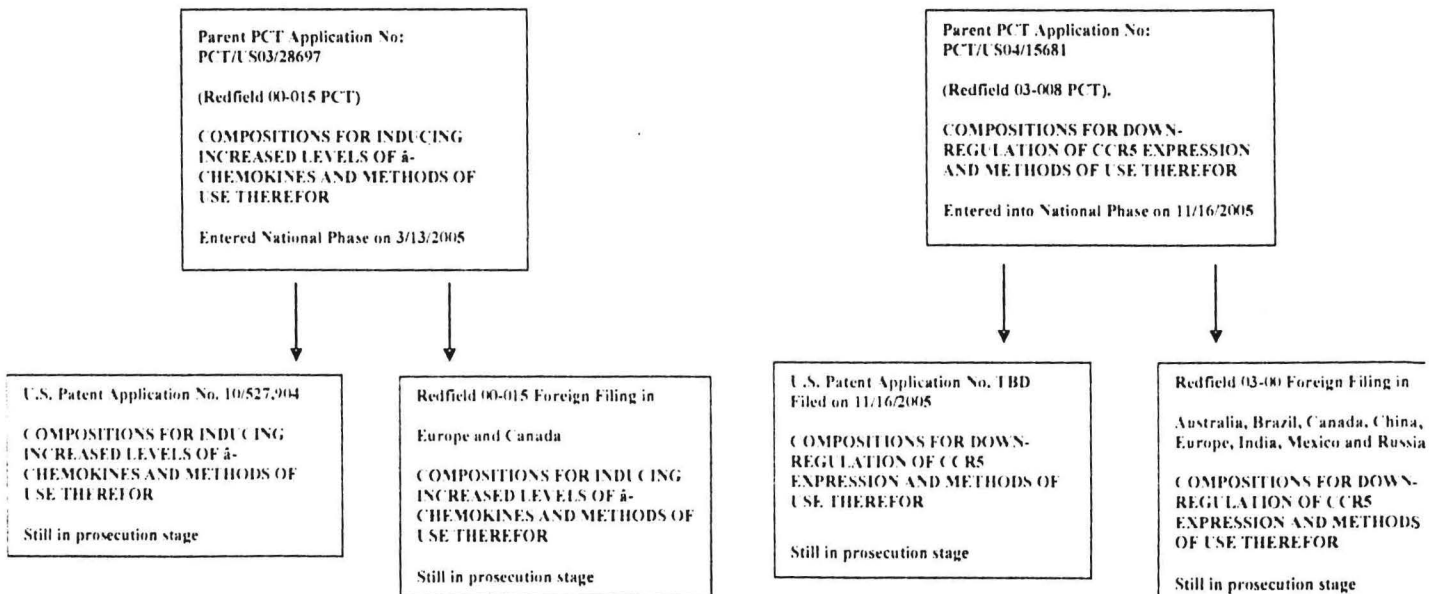 Parent PCT Application No:
PCT/US03/28697
(Redfield 00-015 PCT)
COMPOSITIONS FOR INDUCING
INCREASED LEVELS OF â-
CHEMOKINES AND METHODS OF
USE THEREFOR
Entered National Phase on 3/13/2005
Parent PCT Application No:
PCT/US04/15681
(Redfield 03-008 PCT).
COMPOSITIONS FOR DOWN-
REGULATION OF CCR5 EXPRESSION
AND METHODS OF USE THEREFOR
Entered into National Phase on 11/16/2005
U.S. Patent Application No. 10/527,904
COMPOSITIONS FOR INDUCING
INCREASED LEVELS OF â-
CHEMOKINES AND METHODS OF
USE THEREFOR
Still in prosecution stage
Redfield 00-015 Foreign Filing in
Europe and Canada
COMPOSITIONS FOR INDUCING
INCREASED LEVELS OF â-
CHEMOKINES AND METHODS OF
USE THEREFOR
Still in prosecution stage
U.S. Patent Application No. TBD
Filed on 11/16/2005
COMPOSITIONS FOR DOWN-
REGULATION OF CCR5
EXPRESSION AND METHODS OF
USE THEREFOR
Still in prosecution stage
Redfield 03-00 Foreign Filing in
Australia, Brazil, Canada, China,
Europe, India, Mexico and Russia
COMPOSITIONS FOR DOWN-
REGULATION OF CCR5
EXPRESSION AND METHODS
OF USE THEREFOR
Still in prosecution stage